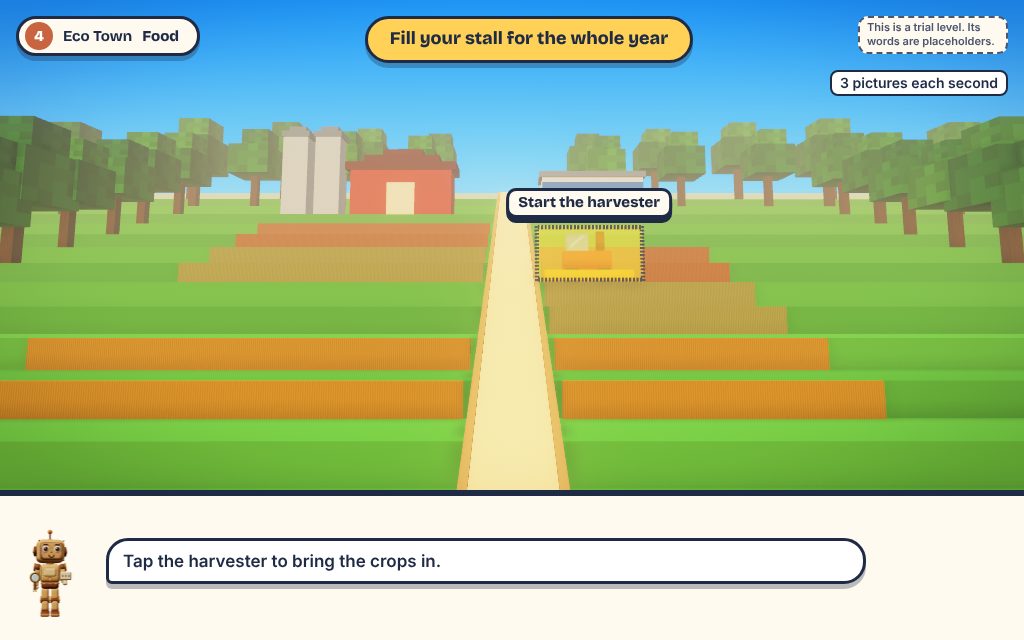 4 Eco Town Food
Fill your stall for the whole year
This is a trial level. Its
words are placeholders.
3 pictures each second
Start the harvester
Tap the harvester to bring the crops in.